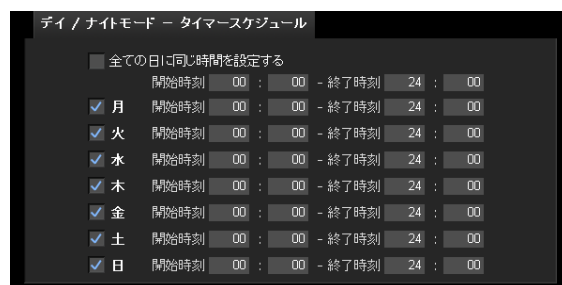 デイ / ナイトモード － タイマースケジュール
全ての日に同じ時間を設定する
開始時刻 00 : 00 - 終了時刻 24 : 00
月 開始時刻 00 : 00 - 終了時刻 24 : 00
火 開始時刻 00 : 00 - 終了時刻 24 : 00
水 開始時刻 00 : 00 - 終了時刻 24 : 00
木 開始時刻 00 : 00 - 終了時刻 24 : 00
金 開始時刻 00 : 00 - 終了時刻 24 : 00
土 開始時刻 00 : 00 - 終了時刻 24 : 00
日 開始時刻 00 : 00 - 終了時刻 24 : 00